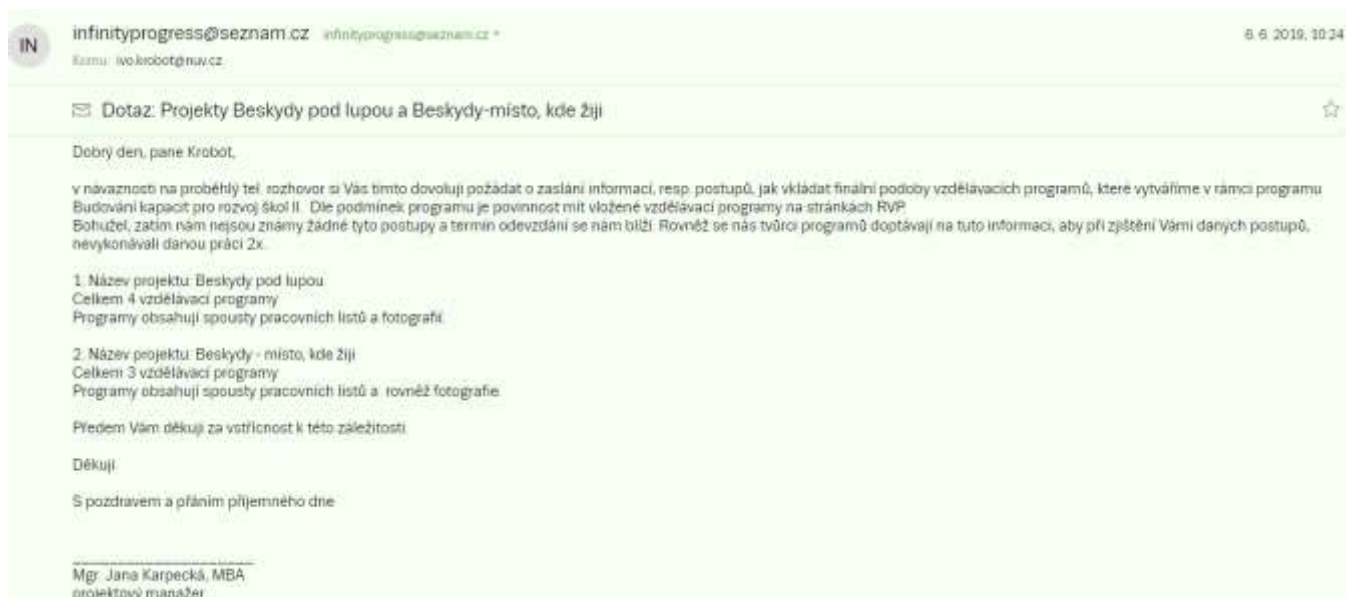 IN
infinityprogress@seznam.cz infinityprogress@seznam.cz
6. 6. 2019, 10:24
Komu: ivo.krobot@nuv.cz
Dotaz: Projekty Beskydy pod lupou a Beskydy-místo, kde žiji
Dobrý den, pane Krobot,
v návaznosti na proběhlý tel. rozhovor si Vás tímto dovoluji požádat o zaslání informací, resp. postupů, jak vkládat finální podoby vzdělávacích programů, které vytváříme v rámci programu
Budování kapacit pro rozvoj škol II. Dle podmínek programu je povinnost mít vložené vzdělávací programy na stránkách RVP.
Bohužel, zatím nám nejsou známy žádné tyto postupy a termín odevzdání se nám blíží. Rovněž se nás tvůrci programů doptávají na tuto informaci, aby při zjištění Vámi daných postupů,
nevykonávali danou práci 2x.
1. Název projektu: Beskydy pod lupou
Celkem 4 vzdělávací programy
Programy obsahují spousty pracovních listů a fotografií.
2. Název projektu: Beskydy - místo, kde žiji
Celkem 3 vzdělávací programy
Programy obsahují spousty pracovních listů a rovněž fotografie.
Předem Vám děkuji za vstřícnost k této záležitosti.
Děkuji
S pozdravem a přáním příjemného dne
Mgr. Jana Karpecká, MBA
projektový manažer